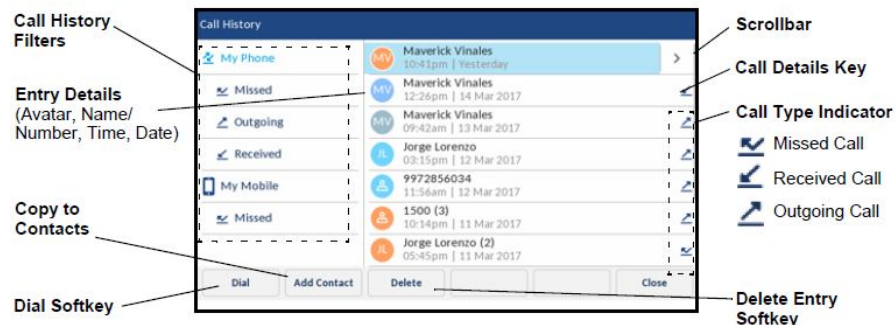 Call History
Filters
Entry Details
(Avatar, Name/
Number, Time, Date)
Copy to
Contacts
Dial Softkey
Call History
My Phone
Missed
Outgoing
Received
My Mobile
Missed
MV
Maverick Vinales
10:41pm | Yesterday
MV
Maverick Vinales
12:26pm | 14 Mar 2017
MV
Maverick Vinales
09:42am | 13 Mar 2017
JL
Jorge Lorenzo
03:15pm | 12 Mar 2017
9972856034
11:56am | 12 Mar 2017
1500 (3)
10:14pm | 11 Mar 2017
JL
Jorge Lorenzo (2)
05:45pm | 11 Mar 2017
Dial
Add Contact
Delete
Close
Scrollbar
Call Details Key
Call Type Indicator
Missed Call
Received Call
Outgoing Call
Delete Entry
Softkey